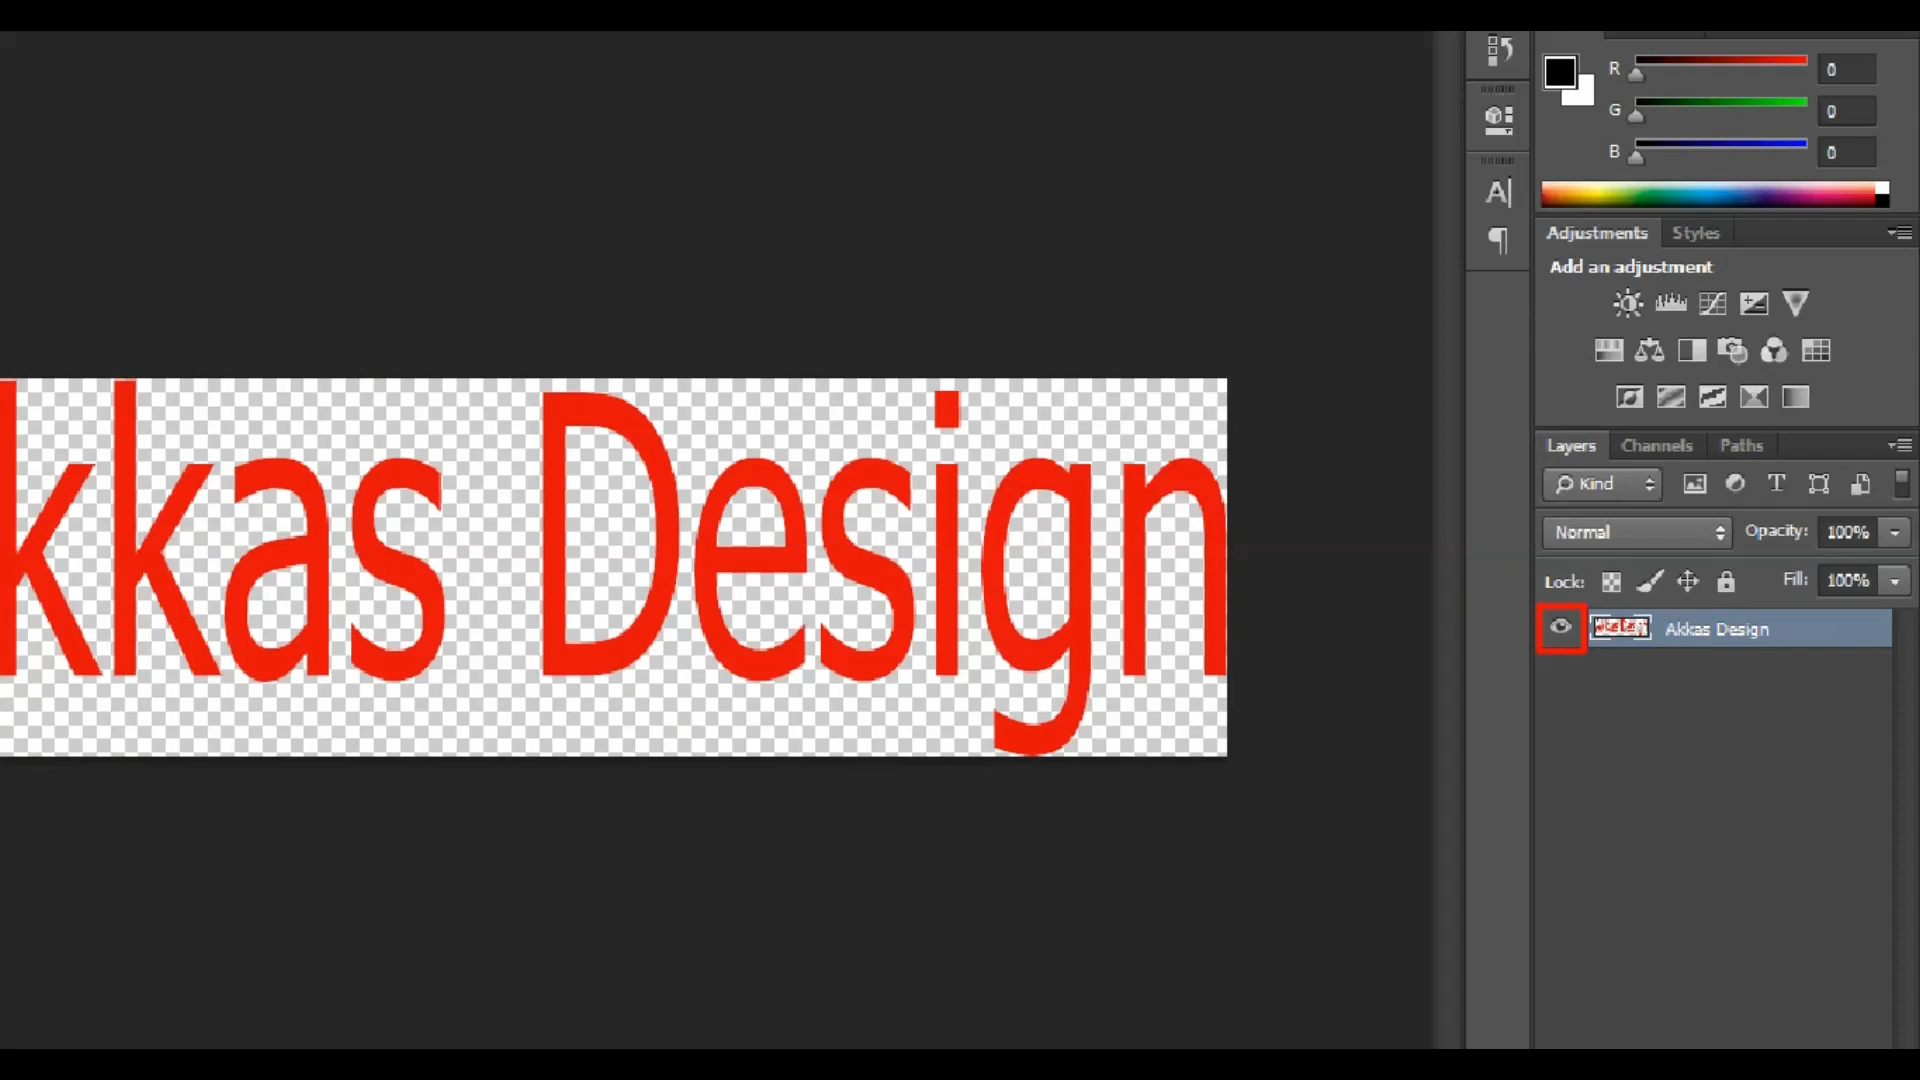 R 0
G 0
B 0
A|
Adjustments Styles
Add an adjustment
kkas Design
Layers Channels Paths
Kind
T
Normal Opacity: 100%
Lock: Fill: 100%
Akkas Design